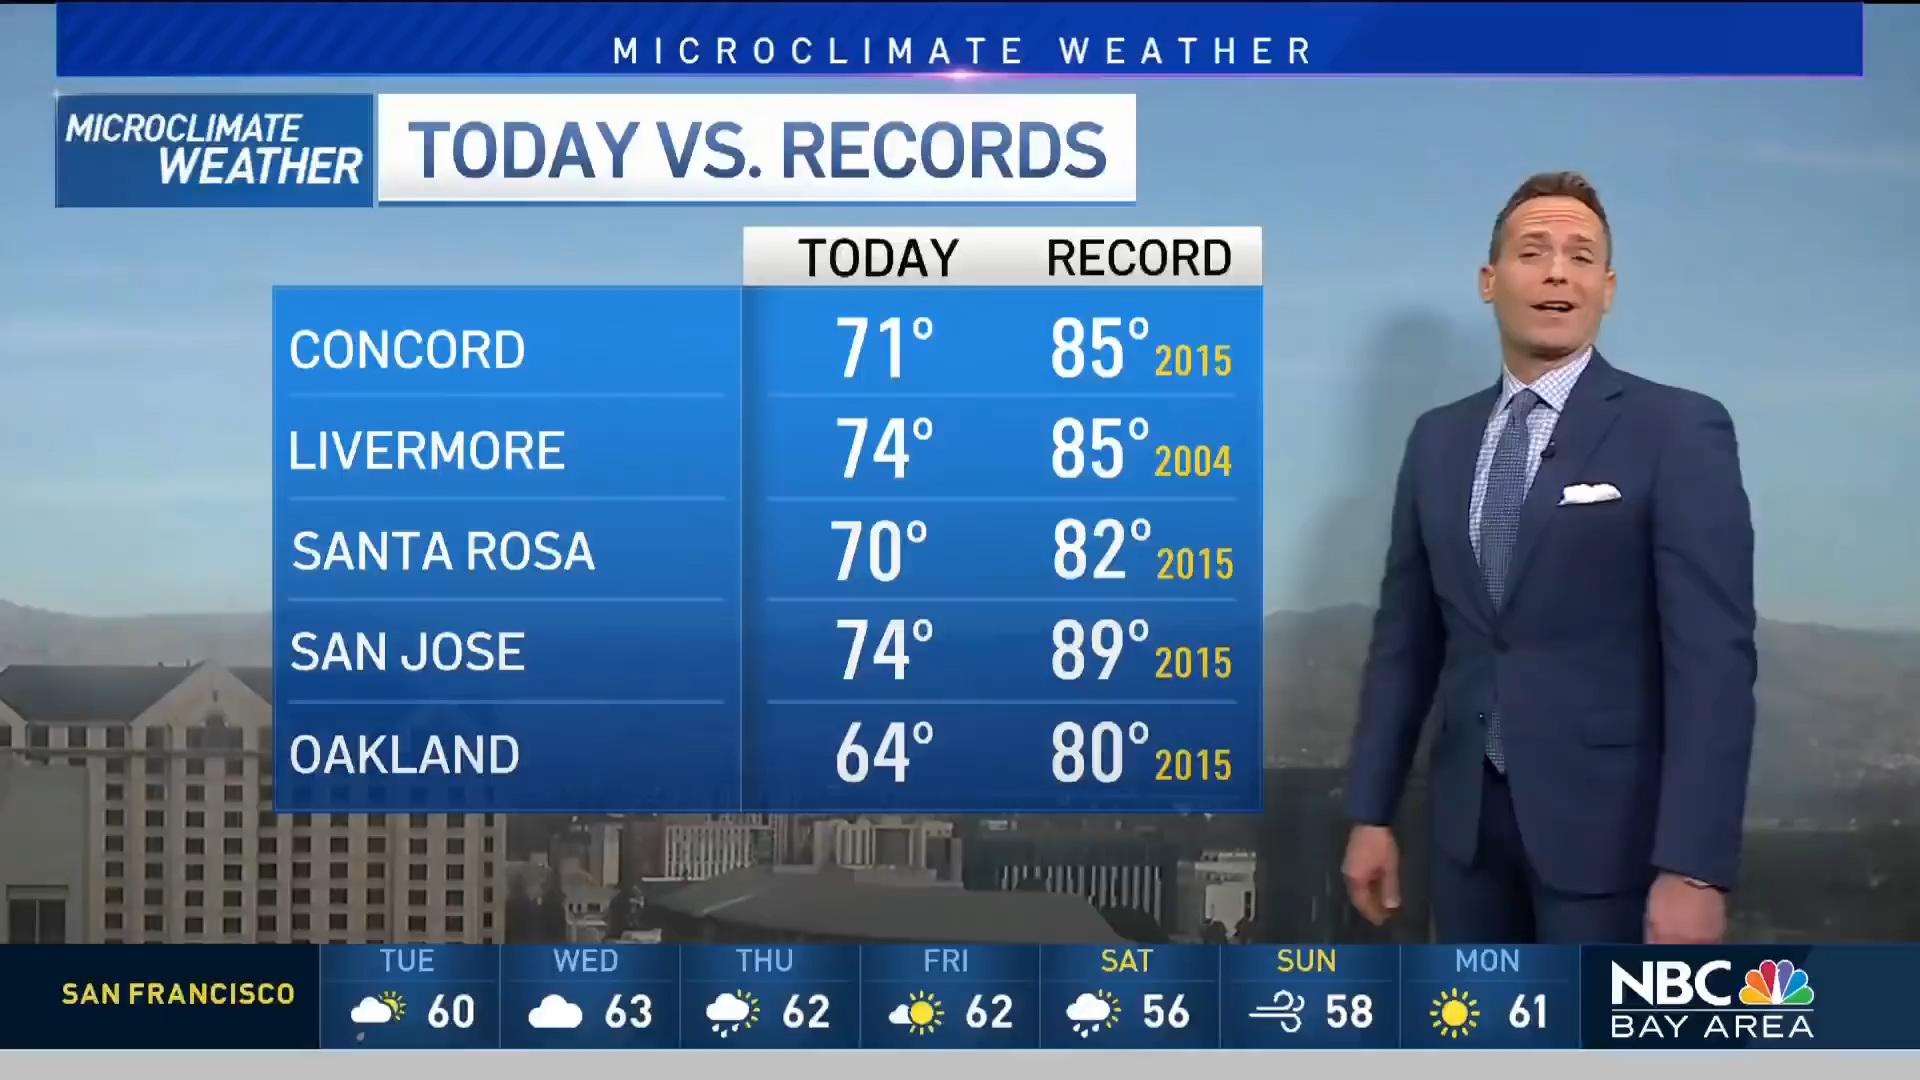 MICROCLIMATE WEATHER
MICROCLIMATE
WEATHER
TODAY VS. RECORDS
TODAY RECORD
CONCORD 71° 85° 2015
LIVERMORE 74° 85° 2004
SANTA ROSA 70° 82° 2015
SAN JOSE 74° 89° 2015
OAKLAND 64° 80° 2015
SAN FRANCISCO
TUE WED THU FRI SAT SUN MON
60 63 62 62 56 58 61
NBC
BAY AREA